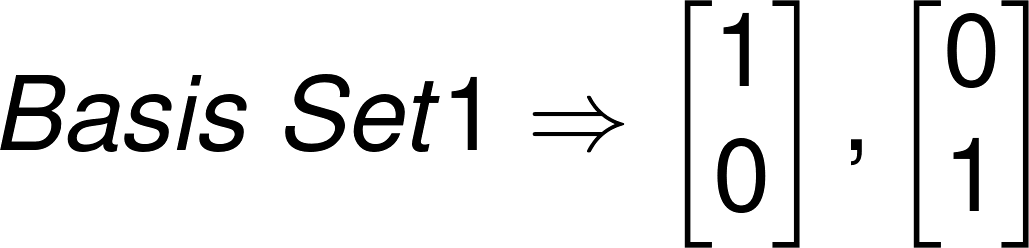 Basis Set1 ⇒ [1 0], [0 1]